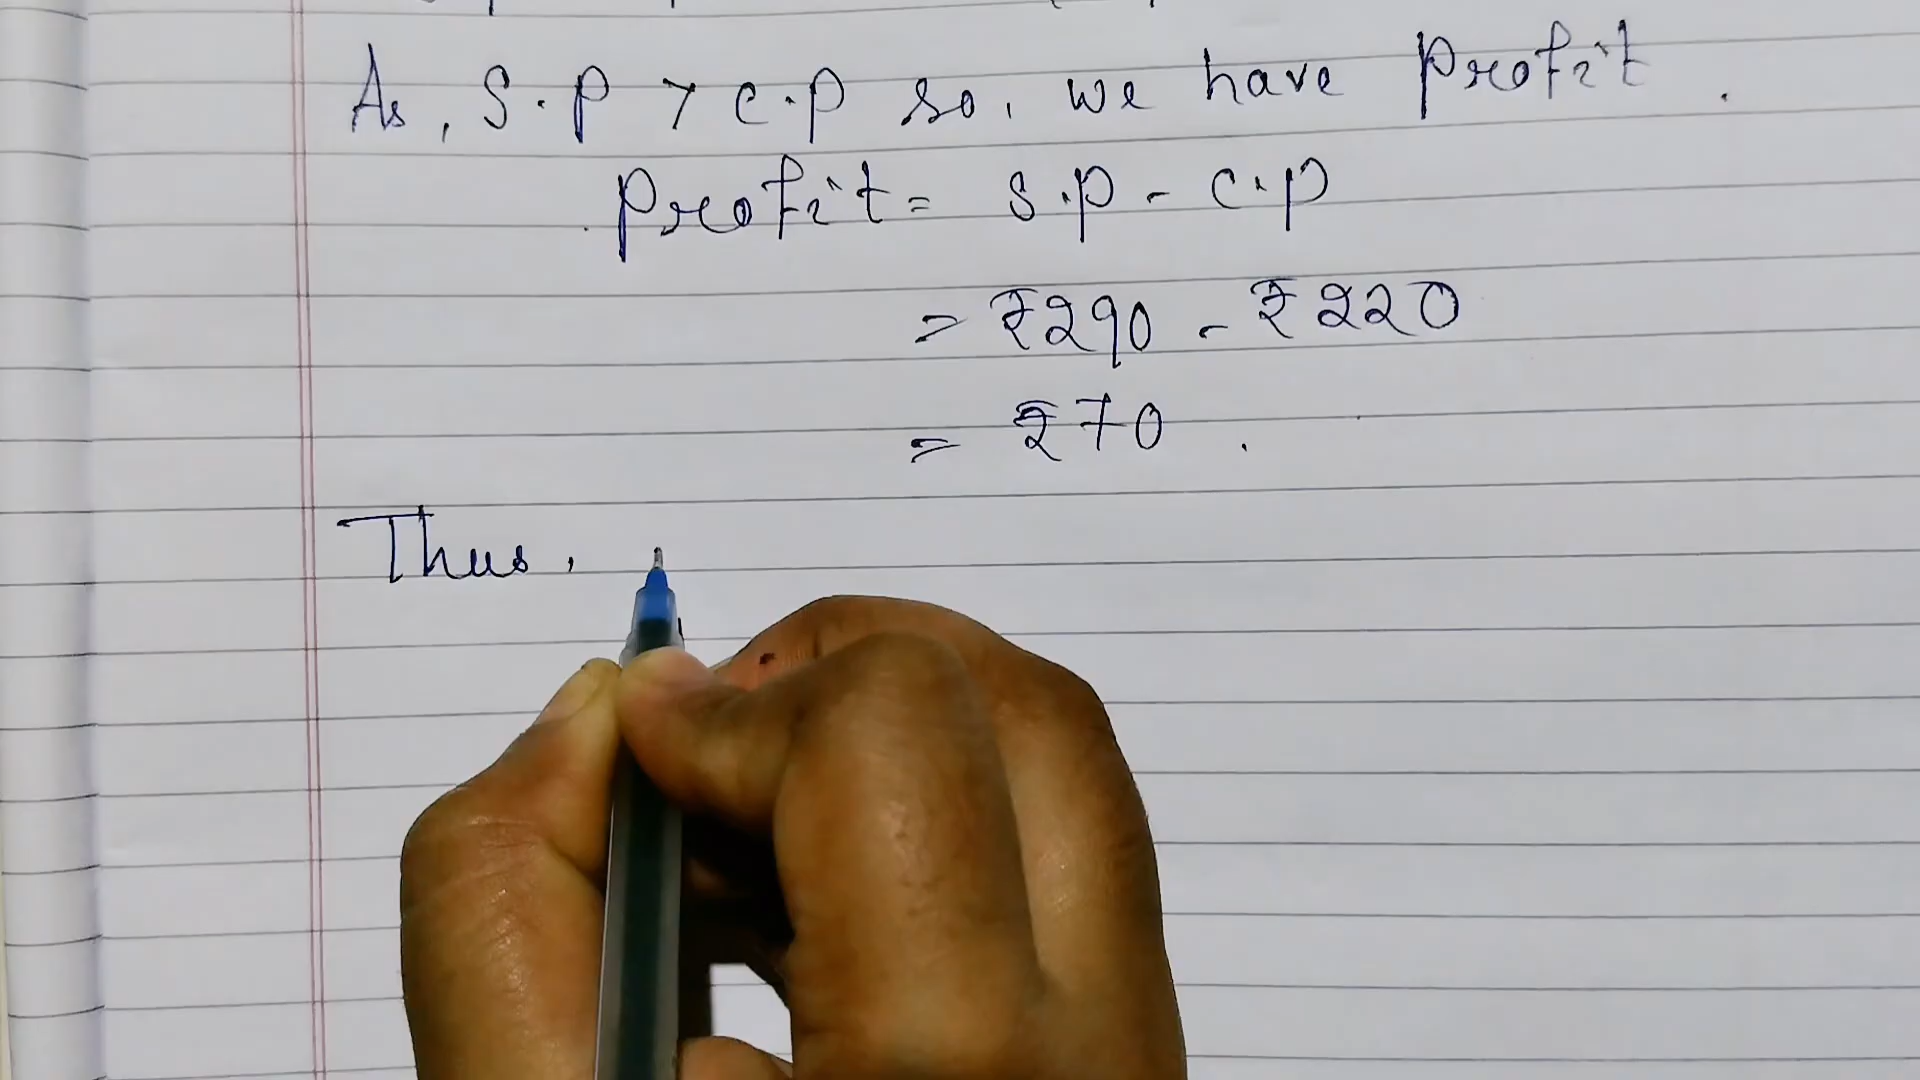 As, S.P > C.P so, we have Profit.
Profit = S.P - C.P
= ₹290 - ₹220
= ₹70.
Thus,